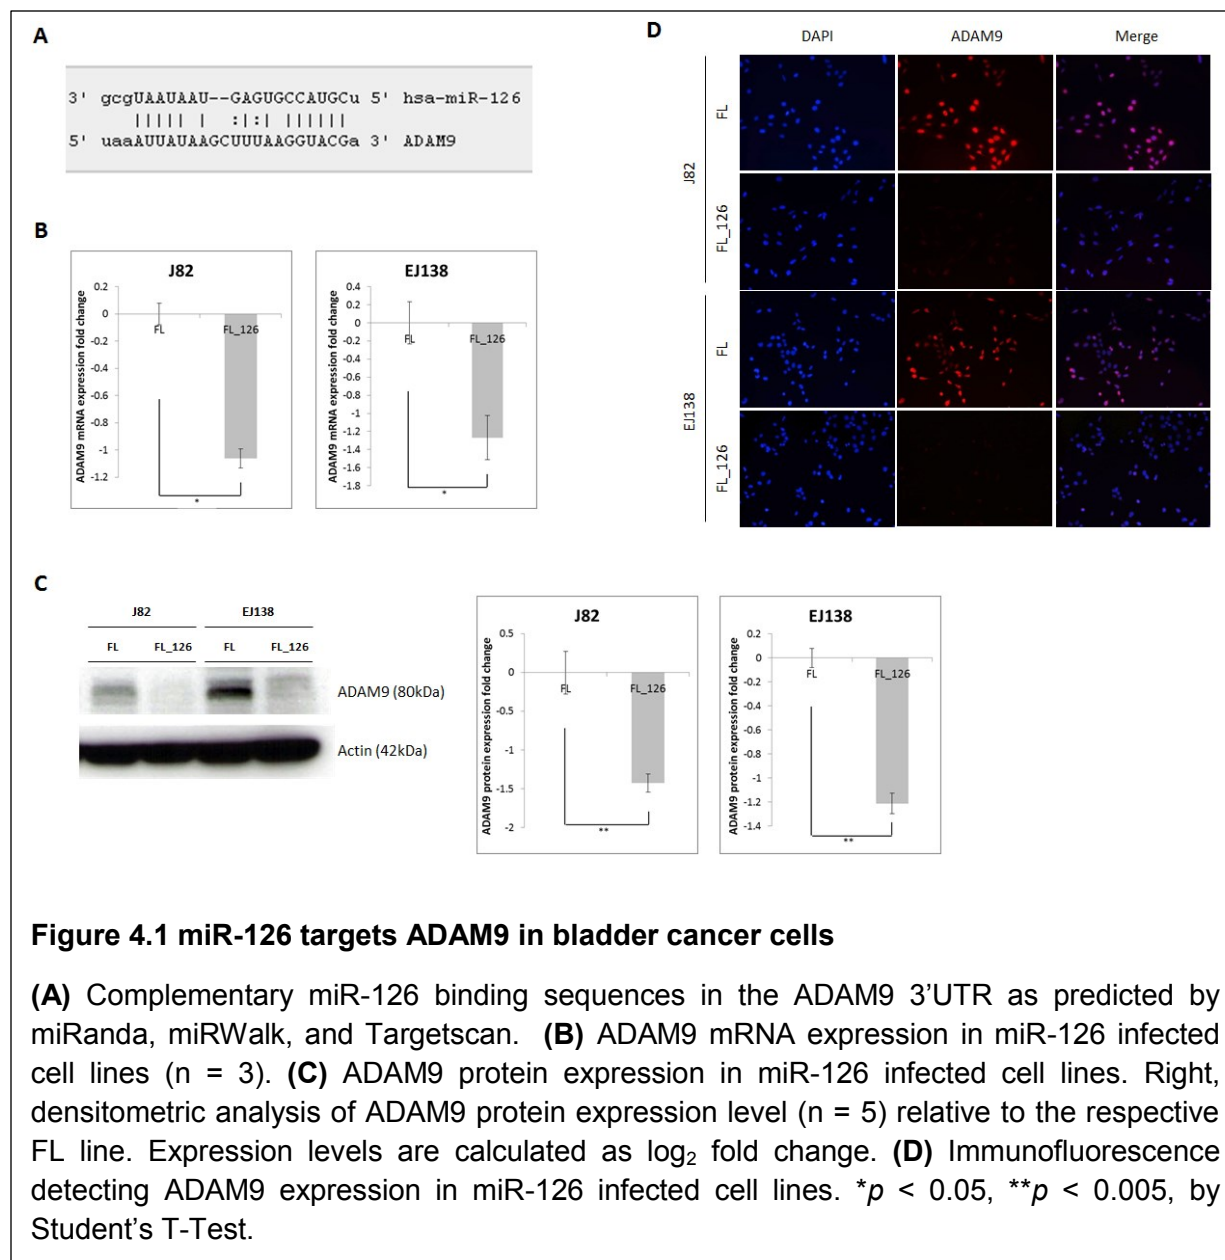 A
3' gcgUAAUAAU--GAGUGCCAUGCu 5' hsa-miR-126
||||| | :|:| ||||||
5' uaaAUUAUAAGCUUUAAGGUACGa 3' ADAM9
B
J82
ADAM9 mRNA expression fold change
0.4
0.2
0
-0.2
-0.4
-0.6
-0.8
-1
-1.2
FL
FL_126
*
EJ138
ADAM9 mRNA expression fold change
0.4
0.2
0
-0.2
-0.4
-0.6
-0.8
-1
-1.2
-1.4
-1.6
-1.8
FL
FL_126
*
C
J82 EJ138
FL FL_126 FL FL_126
ADAM9 (80kDa)
Actin (42kDa)
J82
ADAM9 protein expression fold change
0.5
0
-0.5
-1
-1.5
-2
FL
FL_126
**
EJ138
ADAM9 protein expression fold change
0.2
0
-0.2
-0.4
-0.6
-0.8
-1
-1.2
-1.4
FL
FL_126
**
D
DAPI ADAM9 Merge
J82
FL
FL_126
EJ138
FL
FL_126
Figure 4.1 miR-126 targets ADAM9 in bladder cancer cells
(A) Complementary miR-126 binding sequences in the ADAM9 3’UTR as predicted by
miRanda, miRWalk, and Targetscan. (B) ADAM9 mRNA expression in miR-126 infected
cell lines (n = 3). (C) ADAM9 protein expression in miR-126 infected cell lines. Right,
densitometric analysis of ADAM9 protein expression level (n = 5) relative to the respective
FL line. Expression levels are calculated as log₂ fold change. (D) Immunofluorescence
detecting ADAM9 expression in miR-126 infected cell lines. *p < 0.05, **p < 0.005, by
Student’s T-Test.